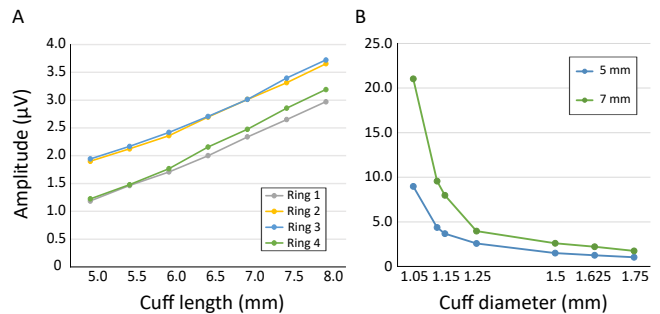 A
Amplitude (µV)
4.0
3.5
3.0
2.5
2.0
1.5
1.0
0.5
0
Ring 1
Ring 2
Ring 3
Ring 4
5.0 5.5 6.0 6.5 7.0 7.5 8.0
Cuff length (mm)
B
25.0
20.0
15.0
10.0
5.0
0.0
5 mm
7 mm
1.05 1.15 1.25 1.5 1.625 1.75
Cuff diameter (mm)